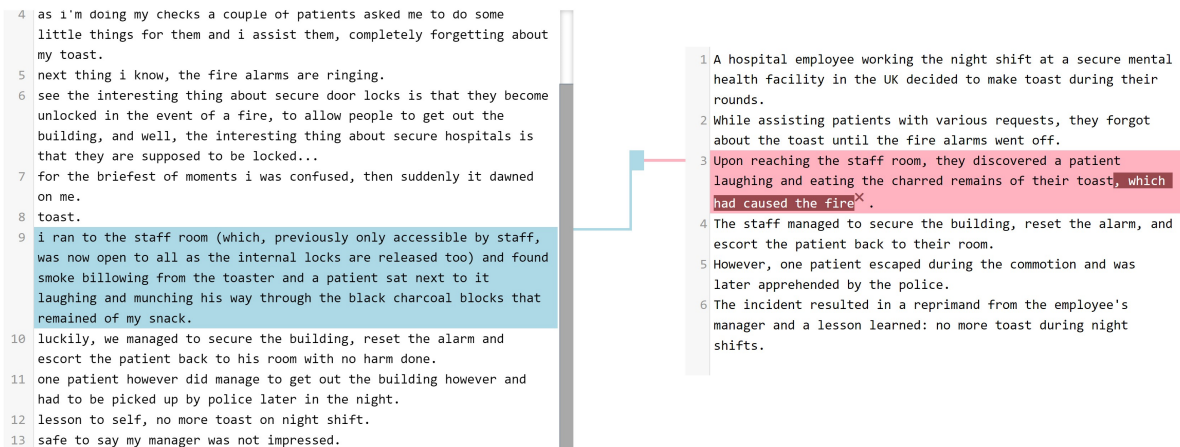 4 as i'm doing my checks a couple of patients asked me to do some
little things for them and i assist them, completely forgetting about
my toast.
5 next thing i know, the fire alarms are ringing.
6 see the interesting thing about secure door locks is that they become
unlocked in the event of a fire, to allow people to get out the
building, and well, the interesting thing about secure hospitals is
that they are supposed to be locked...
7 for the briefest of moments i was confused, then suddenly it dawned
on me.
8 toast.
9 i ran to the staff room (which, previously only accessible by staff,
was now open to all as the internal locks are released too) and found
smoke billowing from the toaster and a patient sat next to it
laughing and munching his way through the black charcoal blocks that
remained of my snack.
10 luckily, we managed to secure the building, reset the alarm and
escort the patient back to his room with no harm done.
11 one patient however did manage to get out the building however and
had to be picked up by police later in the night.
12 lesson to self, no more toast on night shift.
13 safe to say my manager was not impressed.
1 A hospital employee working the night shift at a secure mental
health facility in the UK decided to make toast during their
rounds.
2 While assisting patients with various requests, they forgot
about the toast until the fire alarms went off.
3 Upon reaching the staff room, they discovered a patient
laughing and eating the charred remains of their toast, which
had caused the fire× .
4 The staff managed to secure the building, reset the alarm, and
escort the patient back to their room.
5 However, one patient escaped during the commotion and was
later apprehended by the police.
6 The incident resulted in a reprimand from the employee's
manager and a lesson learned: no more toast during night
shifts.